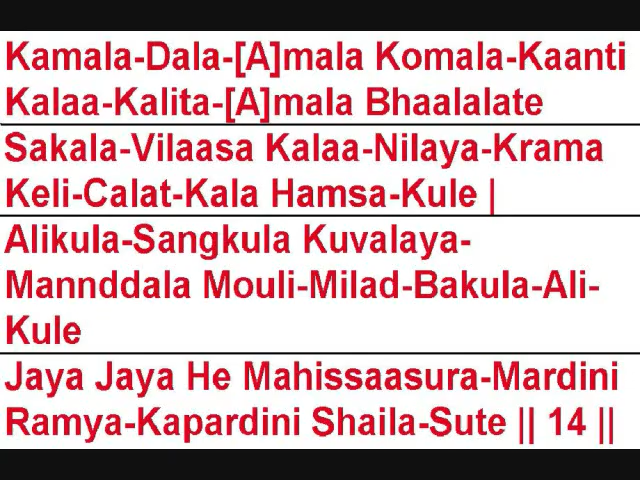 Kamala-Dala-[A]mala Komala-Kaanti
Kalaa-Kalita-[A]mala Bhaalalate
Sakala-Vilaasa Kalaa-Nilaya-Krama
Keli-Calat-Kala Hamsa-Kule |
Alikula-Sangkula Kuvalaya-
Mannddala Mouli-Milad-Bakula-Ali-
Kule
Jaya Jaya He Mahissaasura-Mardini
Ramya-Kapardini Shaila-Sute || 14 ||